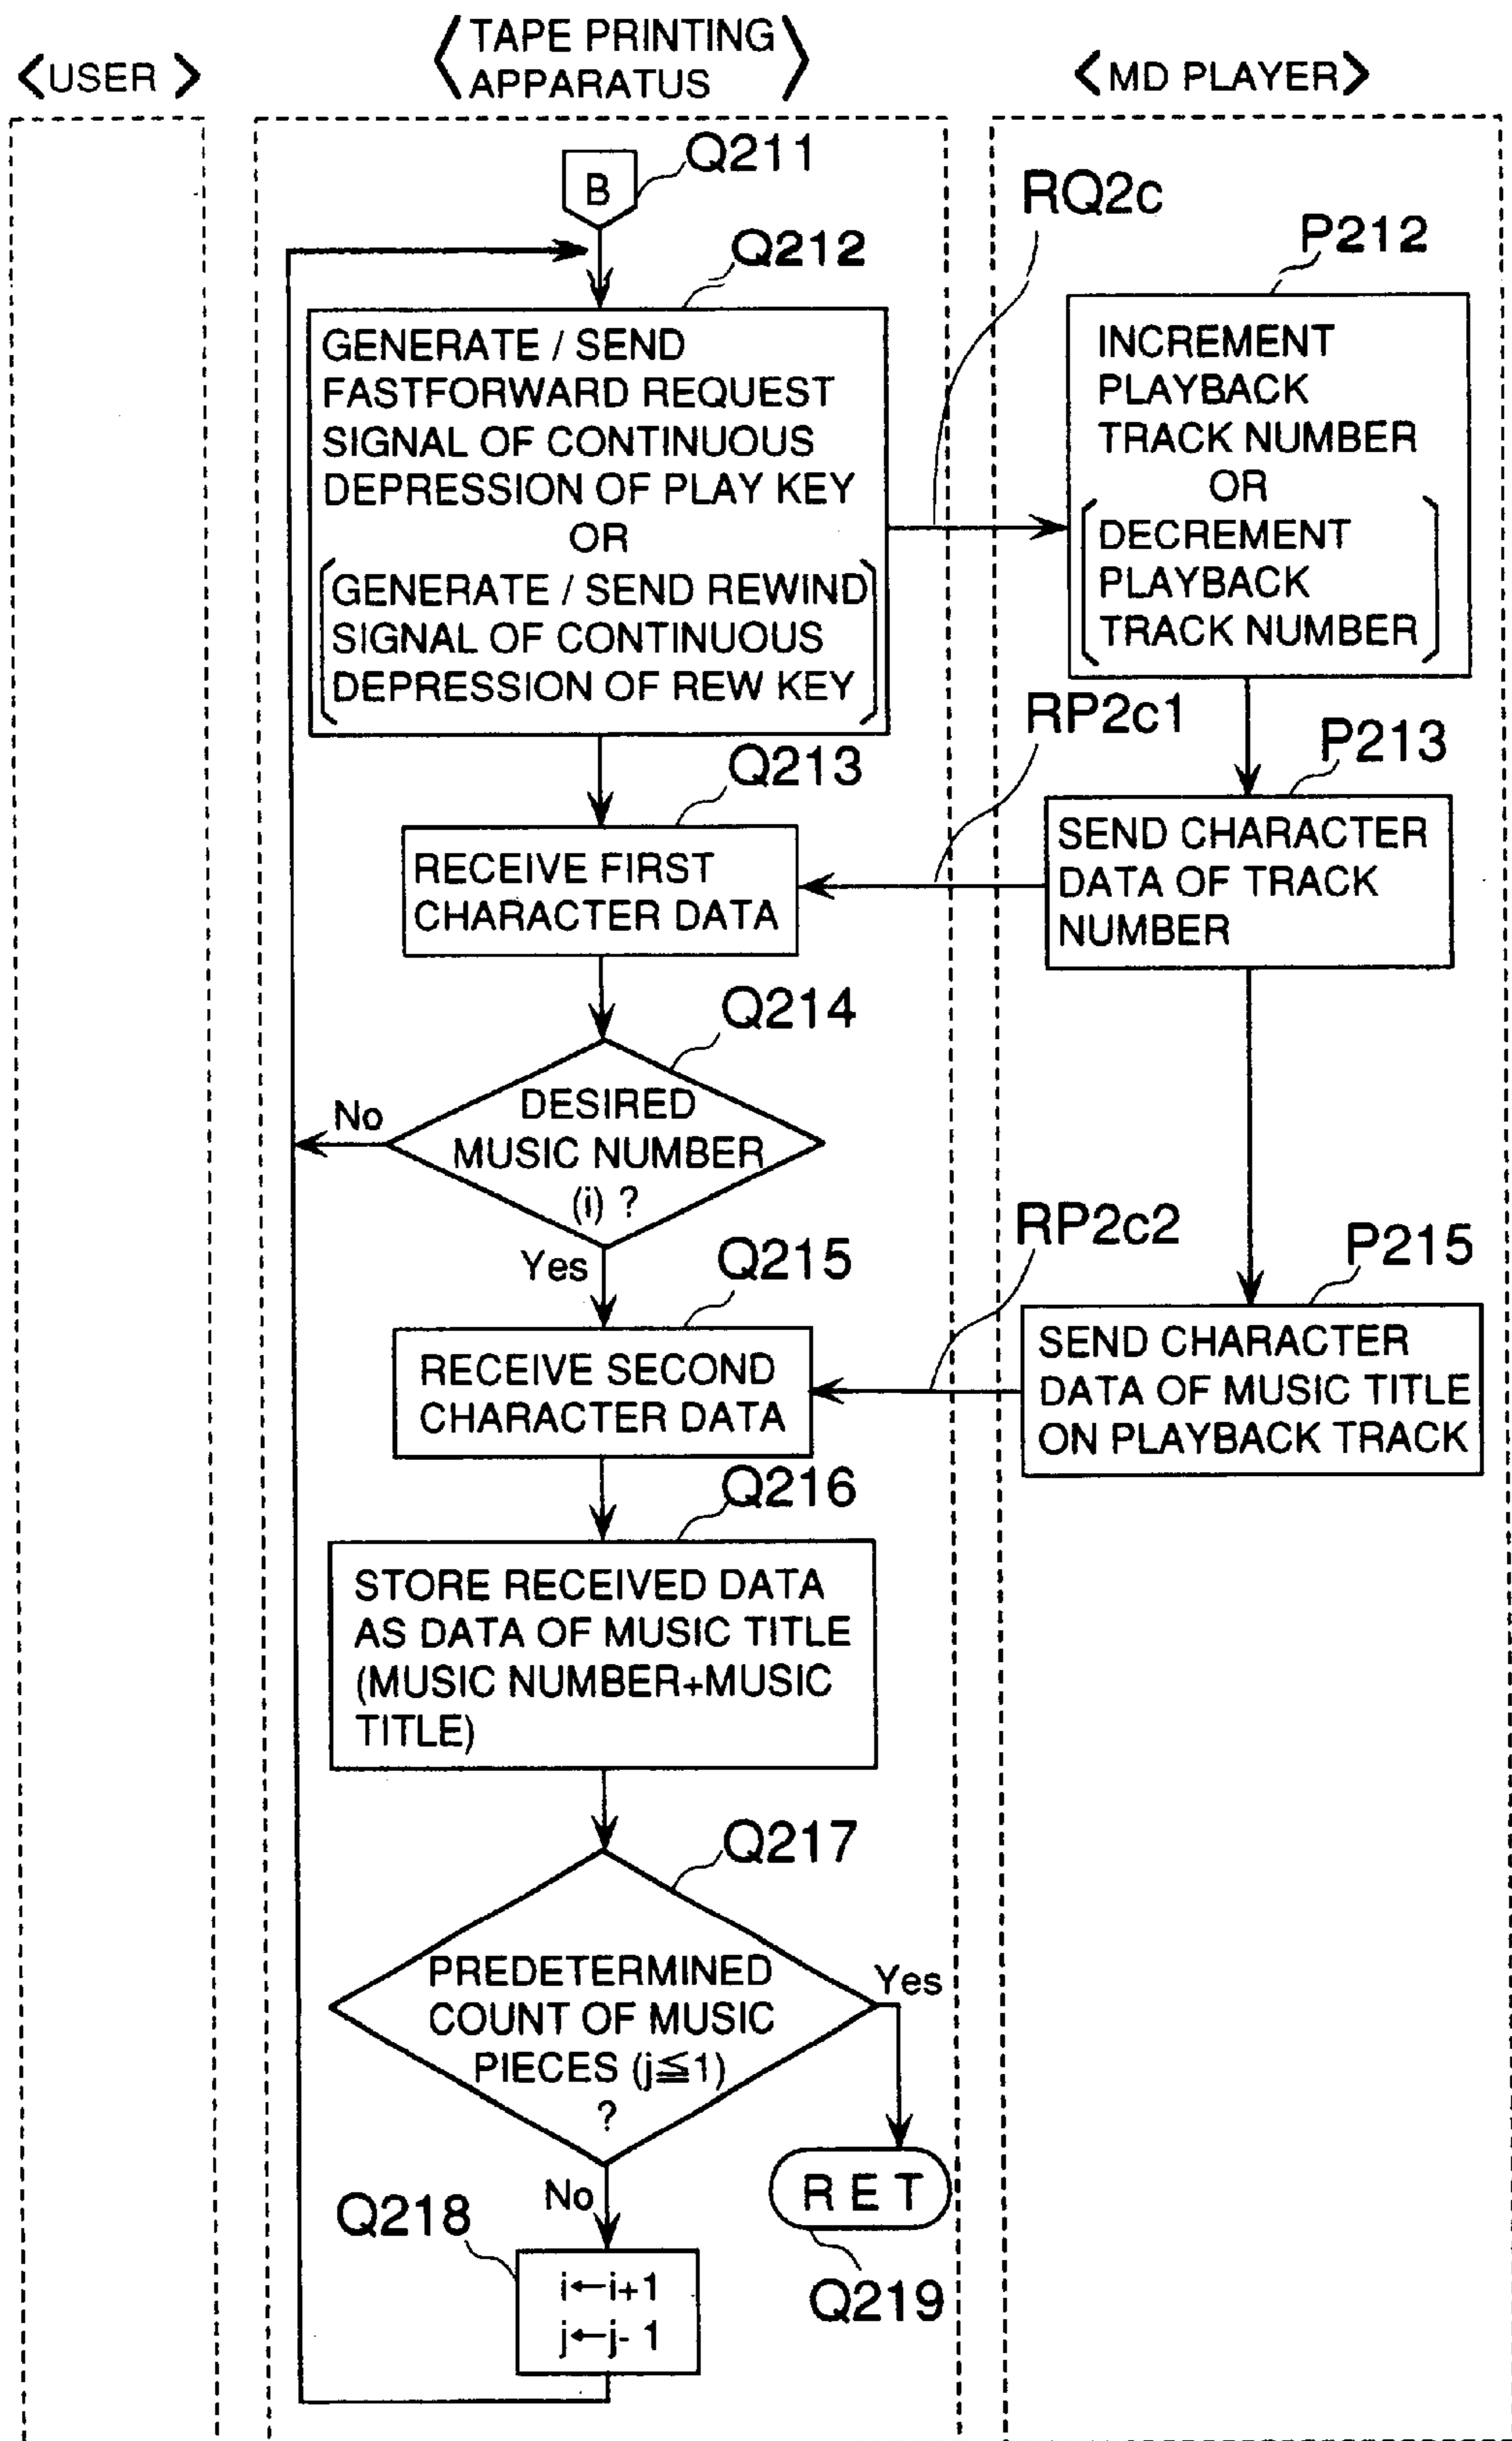 <USER>
<TAPE PRINTING
APPARATUS>
<MD PLAYER>
B
Q211
Q212
GENERATE / SEND
FASTFORWARD REQUEST
SIGNAL OF CONTINUOUS
DEPRESSION OF PLAY KEY
OR
[GENERATE / SEND REWIND
SIGNAL OF CONTINUOUS
DEPRESSION OF REW KEY]
RQ2c
P212
INCREMENT
PLAYBACK
TRACK NUMBER
OR
[DECREMENT
PLAYBACK
TRACK NUMBER]
Q213
RECEIVE FIRST
CHARACTER DATA
RP2c1
P213
SEND CHARACTER
DATA OF TRACK
NUMBER
Q214
DESIRED
MUSIC NUMBER
(i) ?
No
Yes
Q215
RECEIVE SECOND
CHARACTER DATA
RP2c2
P215
SEND CHARACTER
DATA OF MUSIC TITLE
ON PLAYBACK TRACK
Q216
STORE RECEIVED DATA
AS DATA OF MUSIC TITLE
(MUSIC NUMBER+MUSIC
TITLE)
Q217
PREDETERMINED
COUNT OF MUSIC
PIECES (j≦1)
?
Yes
No
RET
Q219
Q218
i←i+1
j←j- 1